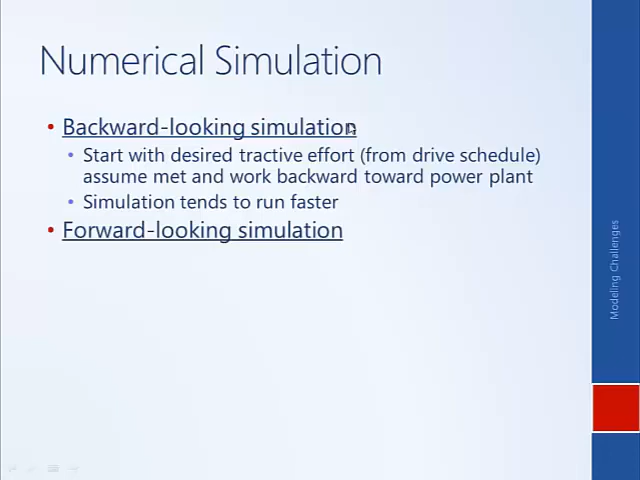 Numerical Simulation
• Backward-looking simulation
• Start with desired tractive effort (from drive schedule)
assume met and work backward toward power plant
• Simulation tends to run faster
• Forward-looking simulation
Modeling Challenges